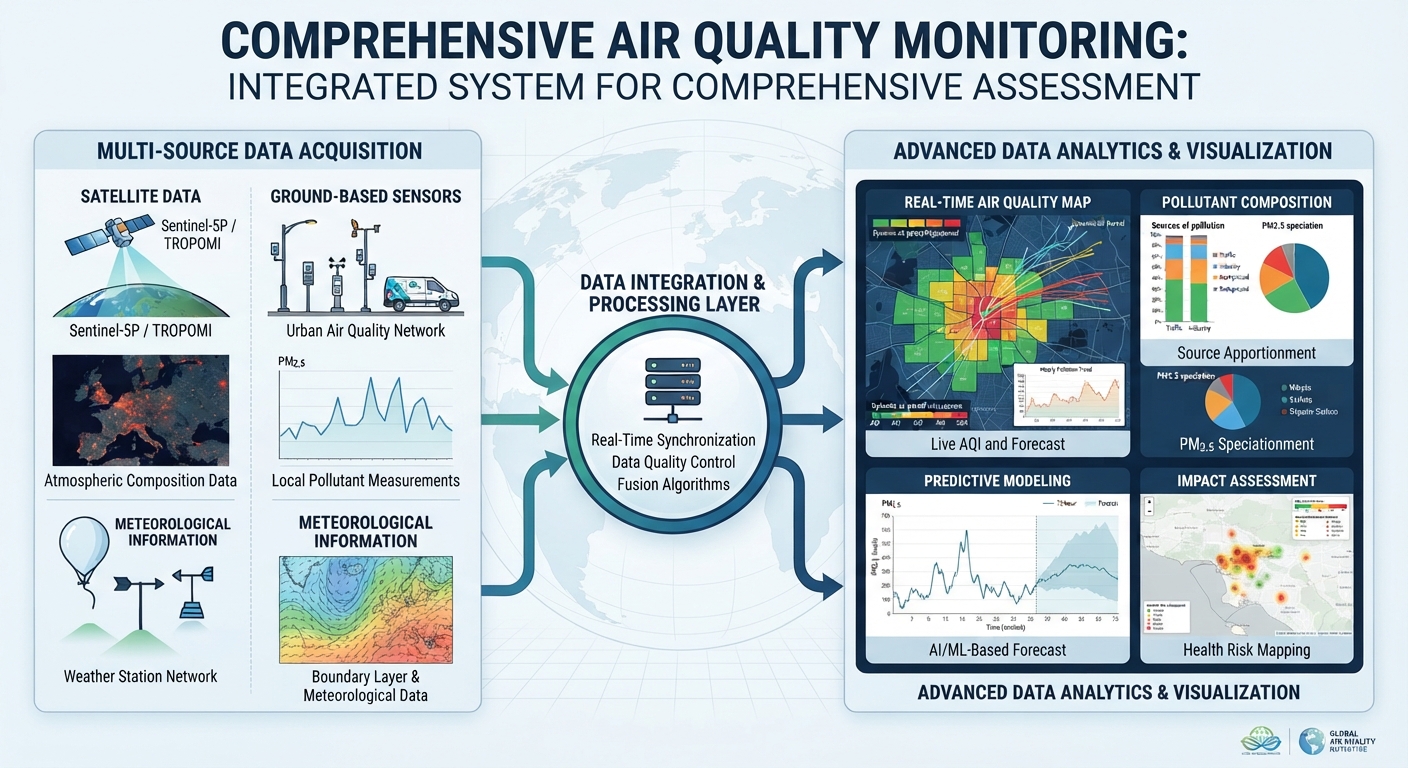 COMPREHENSIVE AIR QUALITY MONITORING:
INTEGRATED SYSTEM FOR COMPREHENSIVE ASSESSMENT
MULTI-SOURCE DATA ACQUISITION
SATELLITE DATA
Sentinel-5P /
TROPOMI
Sentinel-5P / TROPOMI
Atmospheric Composition Data
METEOROLOGICAL
INFORMATION
Weather Station Network
GROUND-BASED SENSORS
Urban Air Quality Network
PM2.5
Local Pollutant Measurements
METEOROLOGICAL
INFORMATION
Boundary Layer &
Meteorological Data
DATA INTEGRATION &
PROCESSING LAYER
Real-Time Synchronization
Data Quality Control
Fusion Algorithms
ADVANCED DATA ANALYTICS & VISUALIZATION
REAL-TIME AIR QUALITY MAP
Live AQI and Forecast
POLLUTANT COMPOSITION
Sources of
PM2.5 speciation
Source Apportionment
PM2.5 Speciationment
PREDICTIVE MODELING
Time
AI/ML-Based Forecast
IMPACT ASSESSMENT
Health Risk Mapping
ADVANCED DATA ANALYTICS & VISUALIZATION
GLOBAL